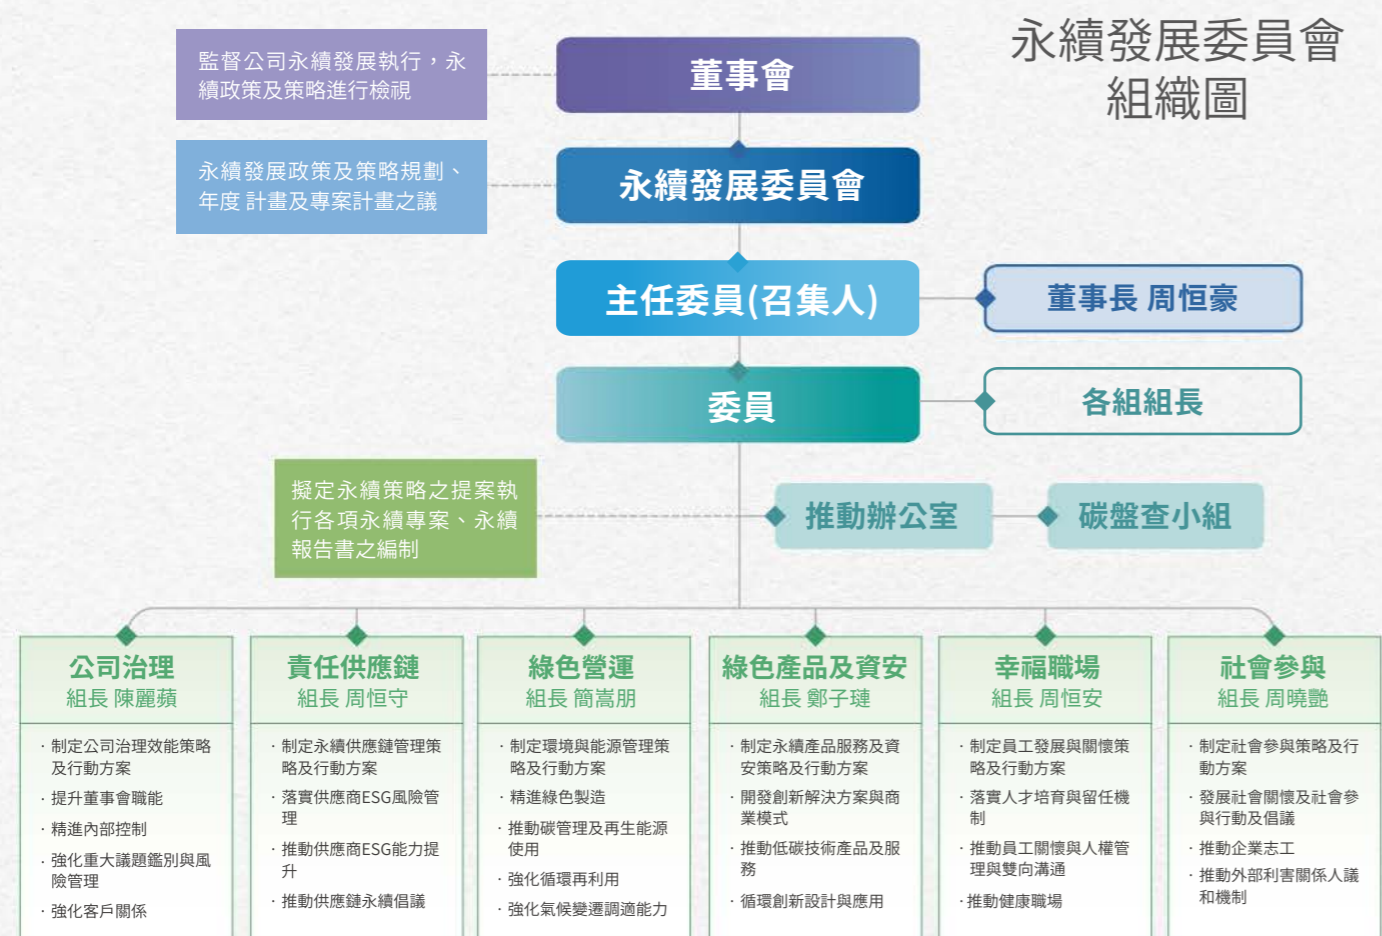 永續發展委員會
組織圖
監督公司永續發展執行，永
續政策及策略進行檢視
董事會
永續發展政策及策略規劃、
年度 計畫及專案計畫之議
永續發展委員會
主任委員(召集人)
董事長 周恒豪
委員
各組組長
擬定永續策略之提案執
行各項永續專案、永續
報告書之編制
推動辦公室
碳盤查小組
公司治理
組長 陳麗蘋
·制定公司治理效能策略
及行動方案
·提升董事會職能
·精進內部控制
·強化重大議題鑑別與風
險管理
·強化客戶關係
責任供應鏈
組長 周恒守
·制定永續供應鏈管理策
略及行動方案
·落實供應商ESG風險管
理
·推動供應商ESG能力提
升
·推動供應鏈永續倡議
綠色營運
組長 簡嵩朋
·制定環境與能源管理策
略及行動方案
·精進綠色製造
·推動碳管理及再生能源
使用
·強化循環再利用
·強化氣候變遷調適能力
綠色產品及資安
組長 鄭子璉
·制定永續產品服務及資
安策略及行動方案
·開發創新解決方案與商
業模式
·推動低碳技術產品及服
務
·循環創新設計與應用
幸福職場
組長 周恒安
·制定員工發展與關懷策
略及行動方案
·落實人才培育與留任機
制
·推動員工關懷與人權管
理與雙向溝通
·推動健康職場
社會參與
組長 周曉艷
·制定社會參與策略及行
動方案
·發展社會關懷及社會參
與行動及倡議
·推動企業志工
·推動外部利害關係人議
和機制